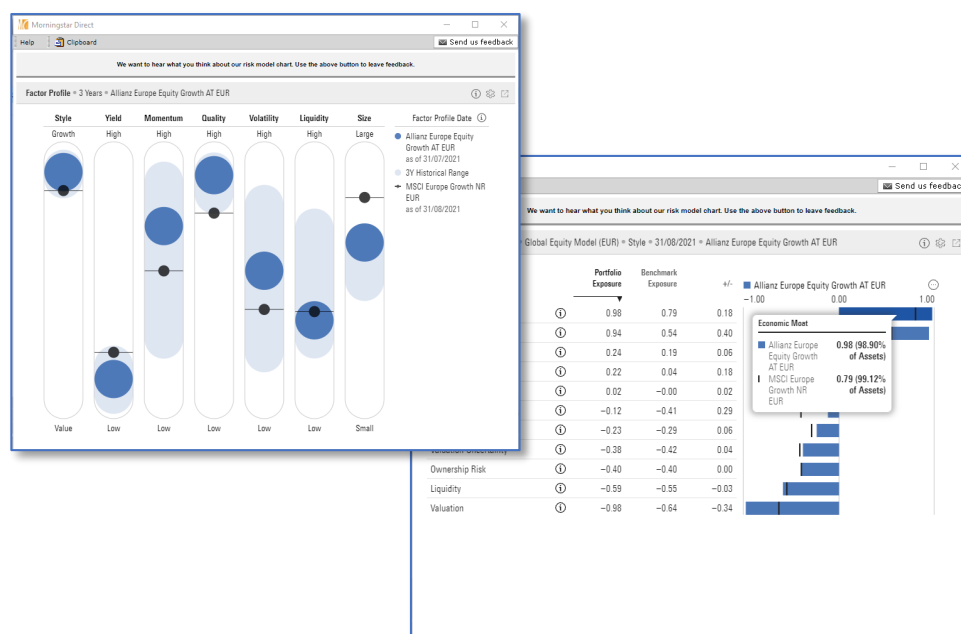 Morningstar Direct
Help
Clipboard
Send us feedback
We want to hear what you think about our risk model chart. Use the above button to leave feedback.
Factor Profile 3 Years Allianz Europe Equity Growth AT EUR
Style Yield Momentum Quality Volatility Liquidity Size
Growth High High High High High Large
Value Low Low Low Low Low Small
Factor Profile Date
Allianz Europe Equity
Growth AT EUR
as of 31/07/2021
3Y Historical Range
MSCI Europe Growth NR
EUR
as of 31/08/2021
Send us feedbac
We want to hear what you think about our risk model chart. Use the above button to leave feedback.
Global Equity Model (EUR) Style 31/08/2021 Allianz Europe Equity Growth AT EUR
Portfolio
Exposure
Benchmark
Exposure
+/-
Allianz Europe Equity Growth AT EUR
−1.00 0.00 1.00
0.98 0.79 0.18
0.94 0.54 0.40
0.24 0.19 0.06
0.22 0.04 0.18
0.02 −0.00 0.02
−0.12 −0.41 0.29
−0.23 −0.29 0.06
−0.38 −0.42 0.04
Ownership Risk −0.40 −0.40 0.00
Liquidity −0.59 −0.55 −0.03
Valuation −0.98 −0.64 −0.34
Economic Moat
Allianz Europe
Equity Growth
AT EUR
0.98 (98.90%
of Assets)
MSCI Europe
Growth NR
EUR
0.79 (99.12%
of Assets)